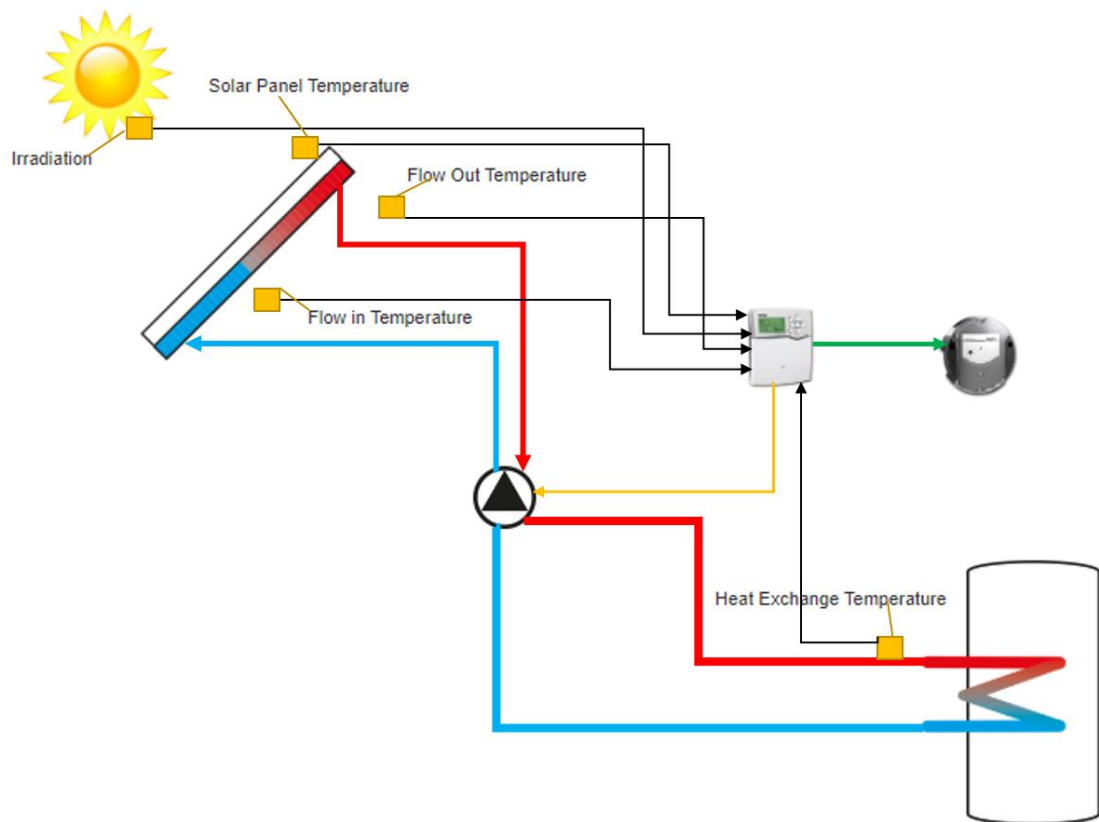 Solar Panel Temperature
Irradiation
Flow Out Temperature
Flow in Temperature
Heat Exchange Temperature